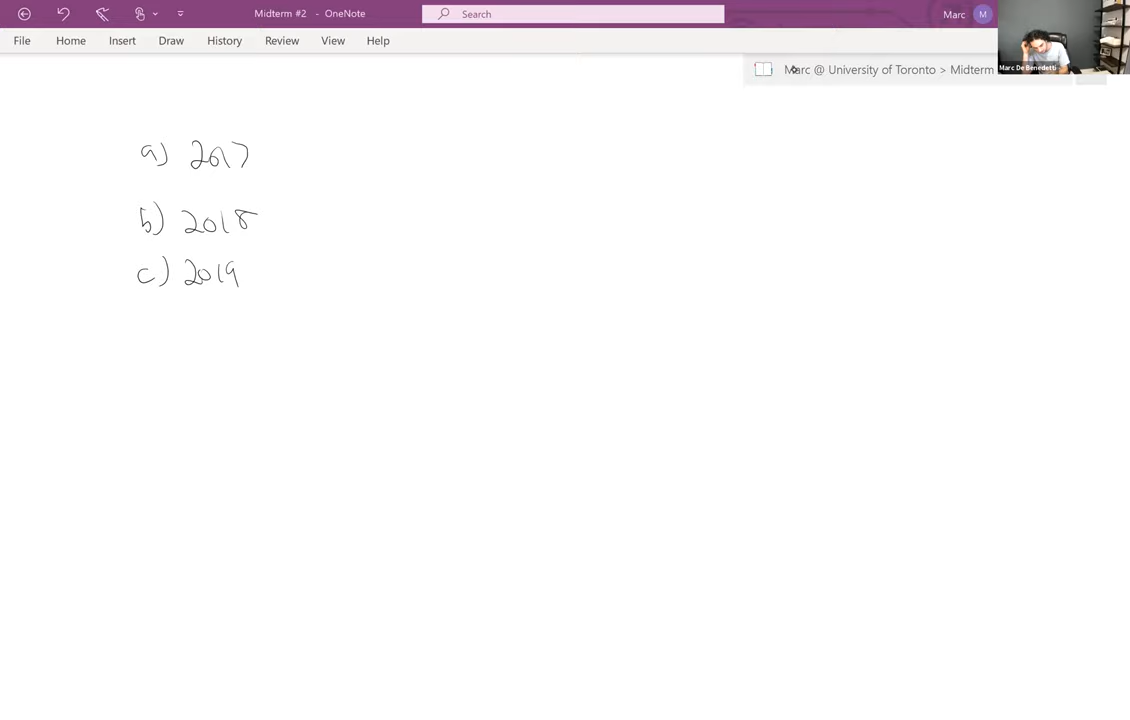 Midterm #2 - OneNote
Search
Marc M
File Home Insert Draw History Review View Help
Marc @ University of Toronto > Midterm
Marc De Benedetti
a) 2017
b) 2018
c) 2019